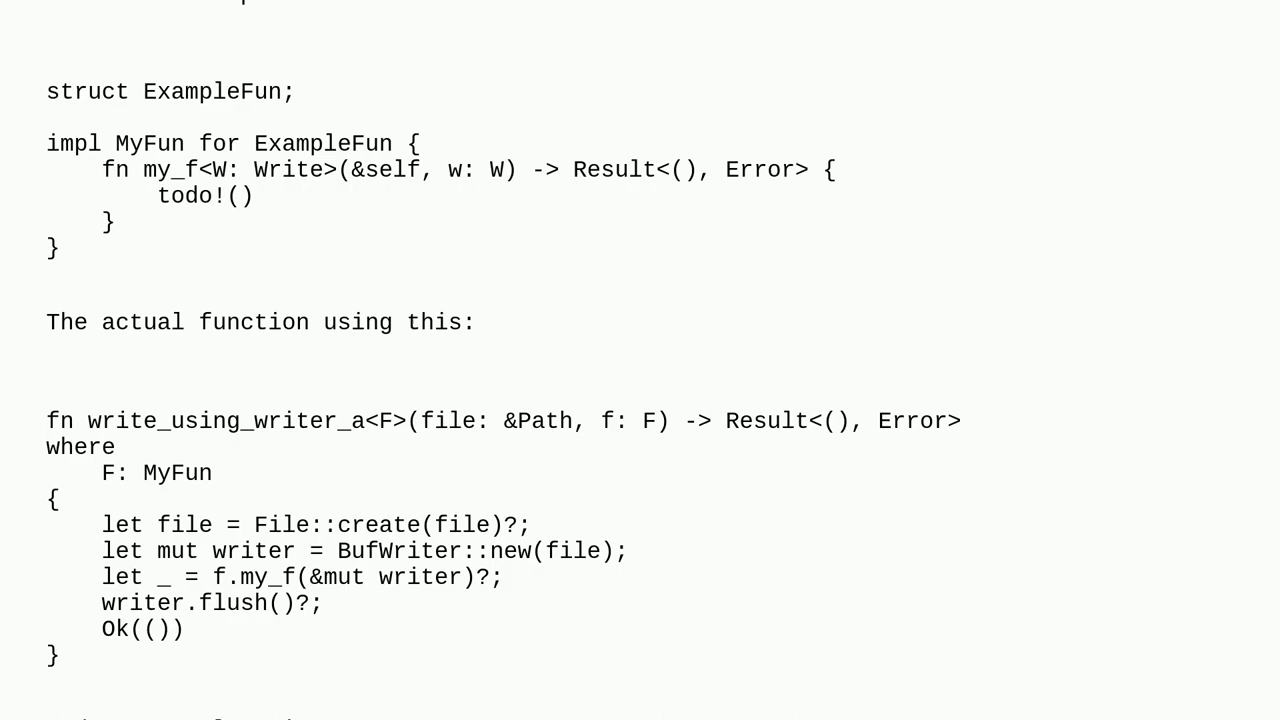 struct ExampleFun;
impl MyFun for ExampleFun {
    fn my_f<W: Write>(&self, w: W) -> Result<(), Error> {
        todo!()
    }
}
The actual function using this:
fn write_using_writer_a<F>(file: &Path, f: F) -> Result<(), Error>
where
    F: MyFun
{
    let file = File::create(file)?;
    let mut writer = BufWriter::new(file);
    let _ = f.my_f(&mut writer)?;
    writer.flush()?;
    Ok(())
}